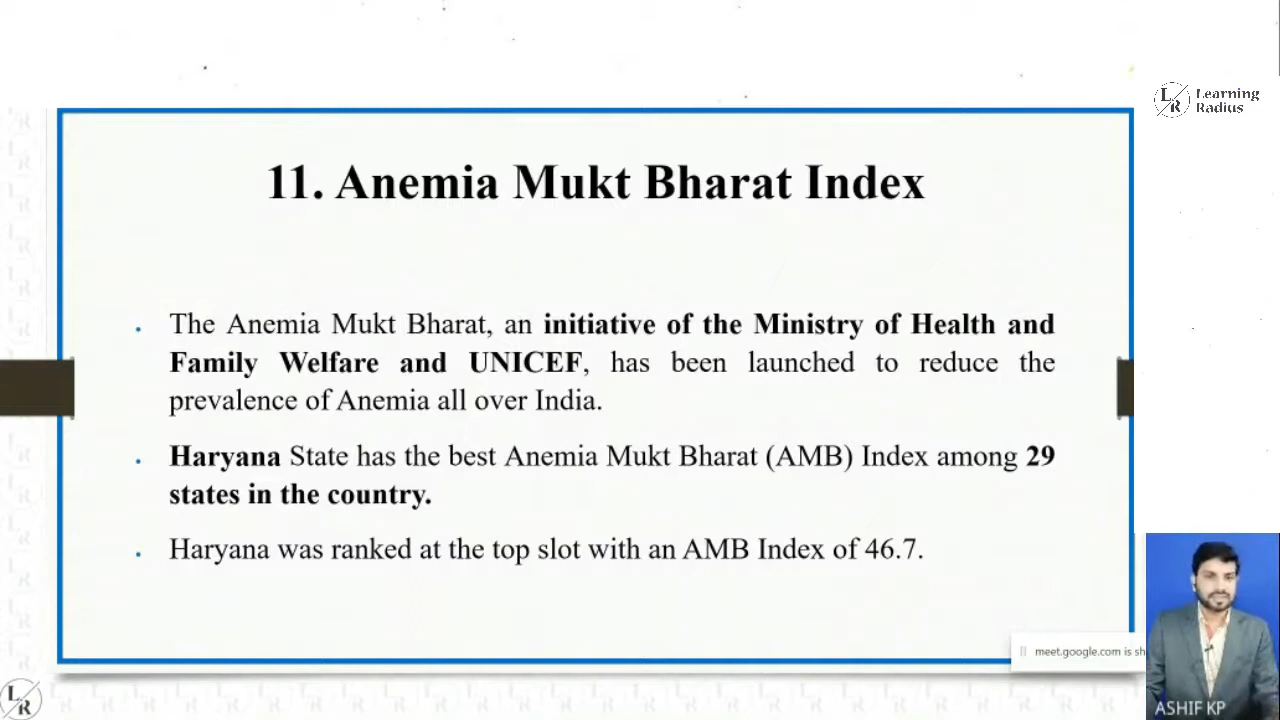 Learning
Radius
11. Anemia Mukt Bharat Index
The Anemia Mukt Bharat, an initiative of the Ministry of Health and
Family Welfare and UNICEF, has been launched to reduce the
prevalence of Anemia all over India.
Haryana State has the best Anemia Mukt Bharat (AMB) Index among 29
states in the country.
Haryana was ranked at the top slot with an AMB Index of 46.7.
meet.google.com is sh
ASHIF KP
L
R